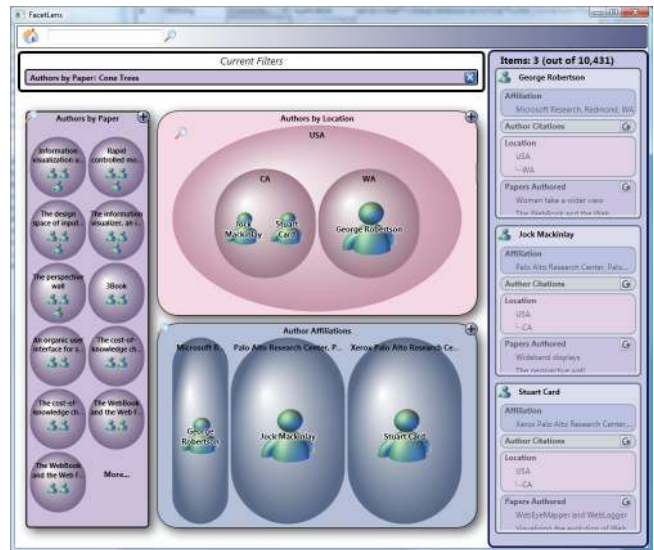 FacetLens
Current Filters
Authors by Paper: Cone Trees
Authors by Paper
Information
visualization u...
Rapid
controlled mo...
The design
space of input...
The information
visualizer, an i...
The perspective
wall
3Book
An organic user
interface for s...
The cost-of-
knowledge ch...
The cost-of-
knowledge ch...
The WebBook
and the Web F...
The WebBook
and the Web F...
More...
Authors by Location
USA
CA
WA
Jock
Mackinlay
Stuart
Card
George Robertson
Author Affiliations
Microsoft R...
Palo Alto Research Center, P...
Xerox Palo Alto Research Ce...
George
Robertson
Jock Mackinlay
Stuart Card
Items: 3 (out of 10,431)
George Robertson
Affiliation
Microsoft Research, Redmond, WA
Author Citations
Location
USA
WA
Papers Authored
Women take a wider view
The WebBook and the Web
Jock Mackinlay
Affiliation
Palo Alto Research Center, Palo...
Author Citations
Location
USA
CA
Papers Authored
Wideband displays
The perspective wall
Stuart Card
Affiliation
Xerox Palo Alto Research Center,...
Author Citations
Location
USA
CA
Papers Authored
WebEyeMapper and WebLogger
Visualizing the evolution of Web